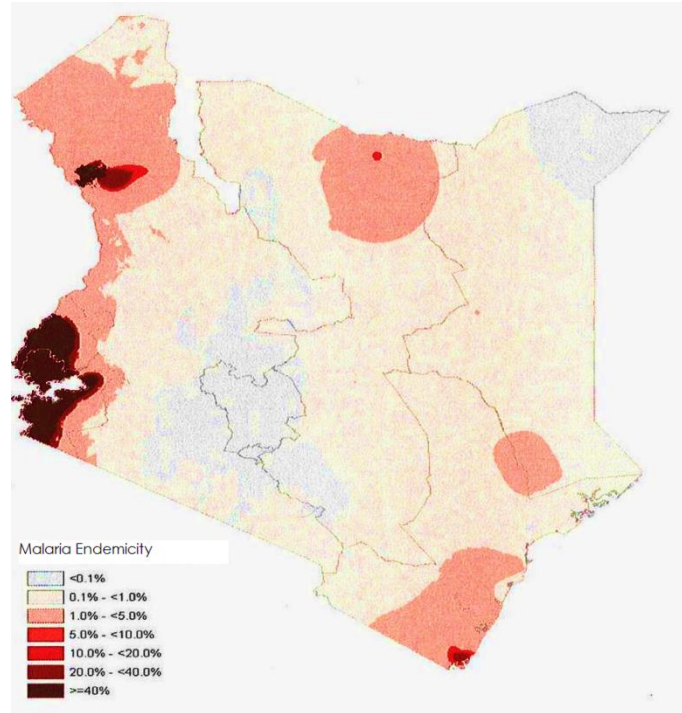 Malaria Endemicity
<0.1%
0.1% - <1.0%
1.0% - <5.0%
5.0% - <10.0%
10.0% - <20.0%
20.0% - <40.0%
>=40%